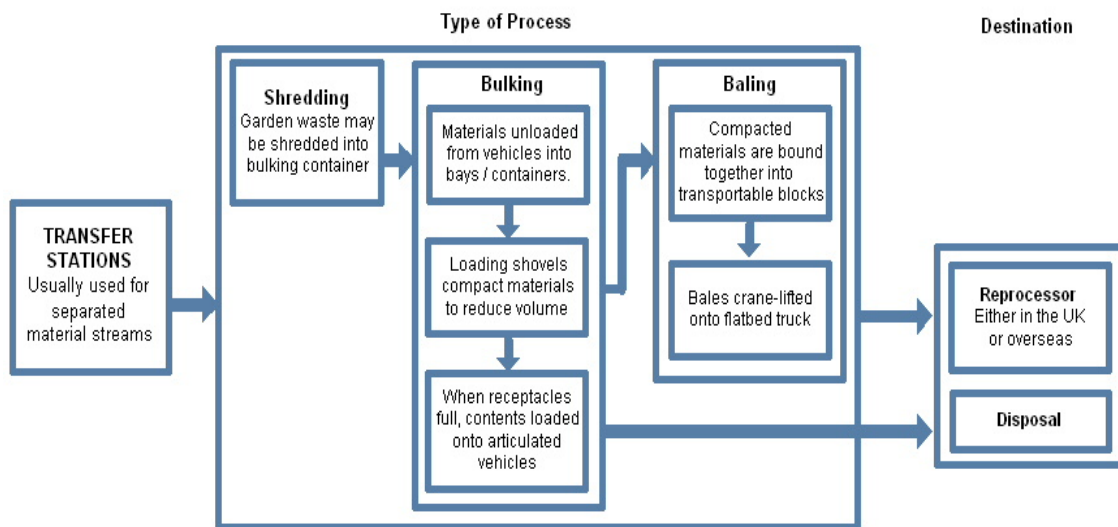 Type of Process
Destination
TRANSFER
STATIONS
Usually used for
separated
material streams
Shredding
Garden waste may
be shredded into
bulking container
Bulking
Materials unloaded
from vehicles into
bays / containers.
Loading shovels
compact materials
to reduce volume
When receptacles
full, contents loaded
onto articulated
vehicles
Baling
Compacted
materials are bound
together into
transportable blocks
Bales crane-lifted
onto flatbed truck
Reprocessor
Either in the UK
or overseas
Disposal